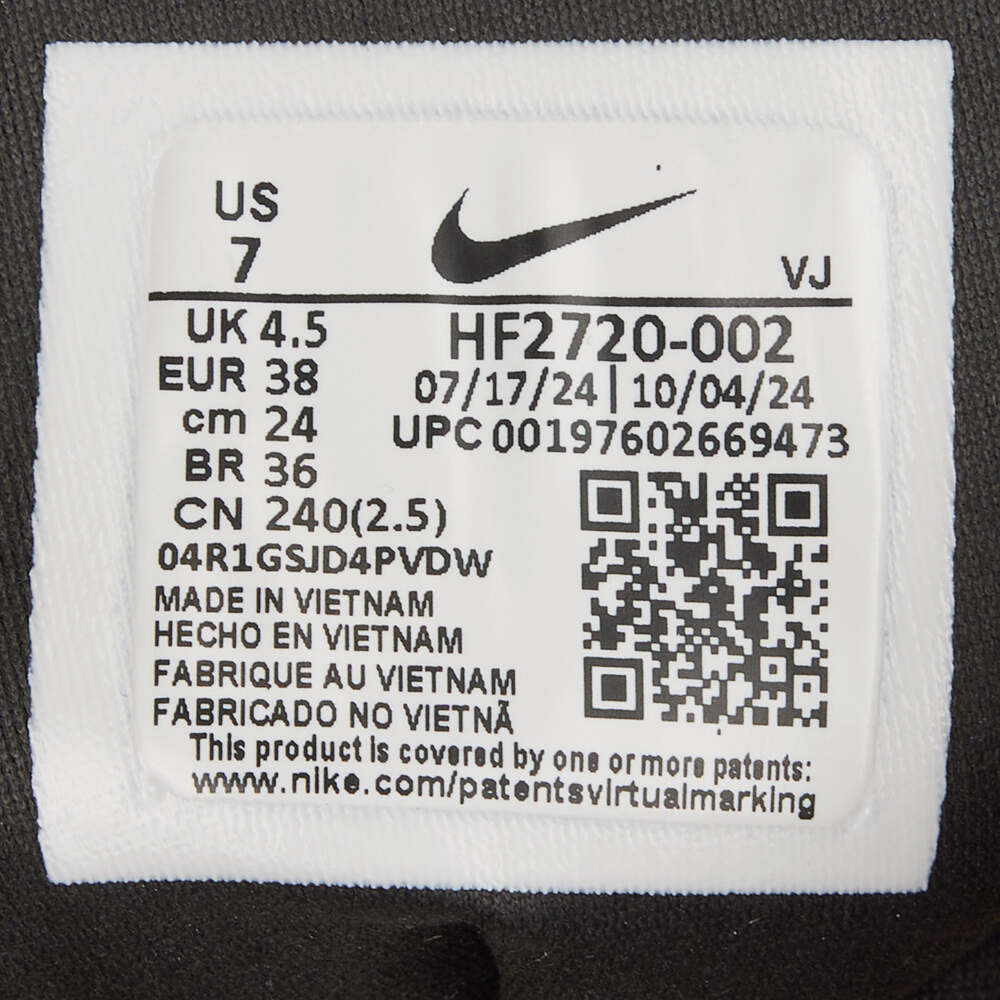 US
7
VJ
UK 4.5
EUR 38
cm 24
BR 36
CN 240(2.5)
HF2720-002
07/17/24|10/04/24
UPC 00197602669473
04R1GSJD4PVDW
MADE IN VIETNAM
HECHO EN VIETNAM
FABRIQUE AU VIETNAM
FABRICADO NO VIETNÃ
This product is covered by one or more patents:
www.nike.com/patentsvirtualmarking